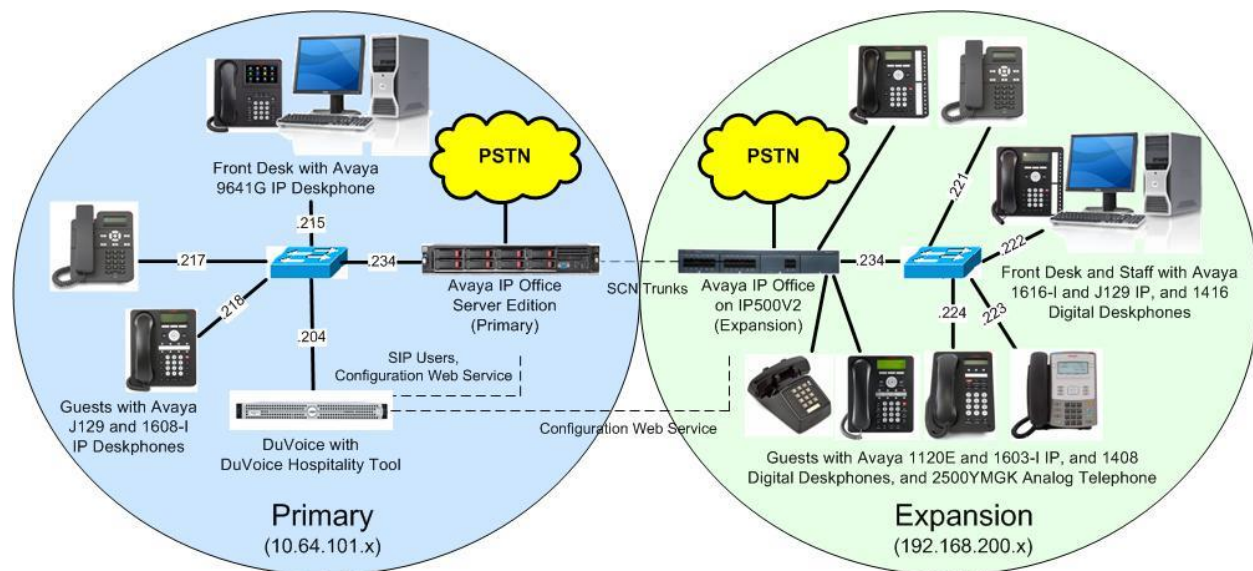 PSTN
Front Desk with Avaya
9641G IP Deskphone
.215
.217
.218
.234
.204
Avaya IP Office
Server Edition
(Primary)
SIP Users,
Configuration Web Service
Guests with Avaya
J129 and 1608-I
IP Deskphones
DuVoice with
DuVoice Hospitality Tool
Primary
(10.64.101.x)
SCN Trunks
Configuration Web Service
PSTN
Avaya IP Office
on IP500V2
(Expansion)
.234
.221
.222
.224
.223
Front Desk and Staff with Avaya
1616-I and J129 IP, and 1416
Digital Deskphones
Guests with Avaya 1120E and 1603-I IP, and 1408
Digital Deskphones, and 2500YMGK Analog Telephone
Expansion
(192.168.200.x)